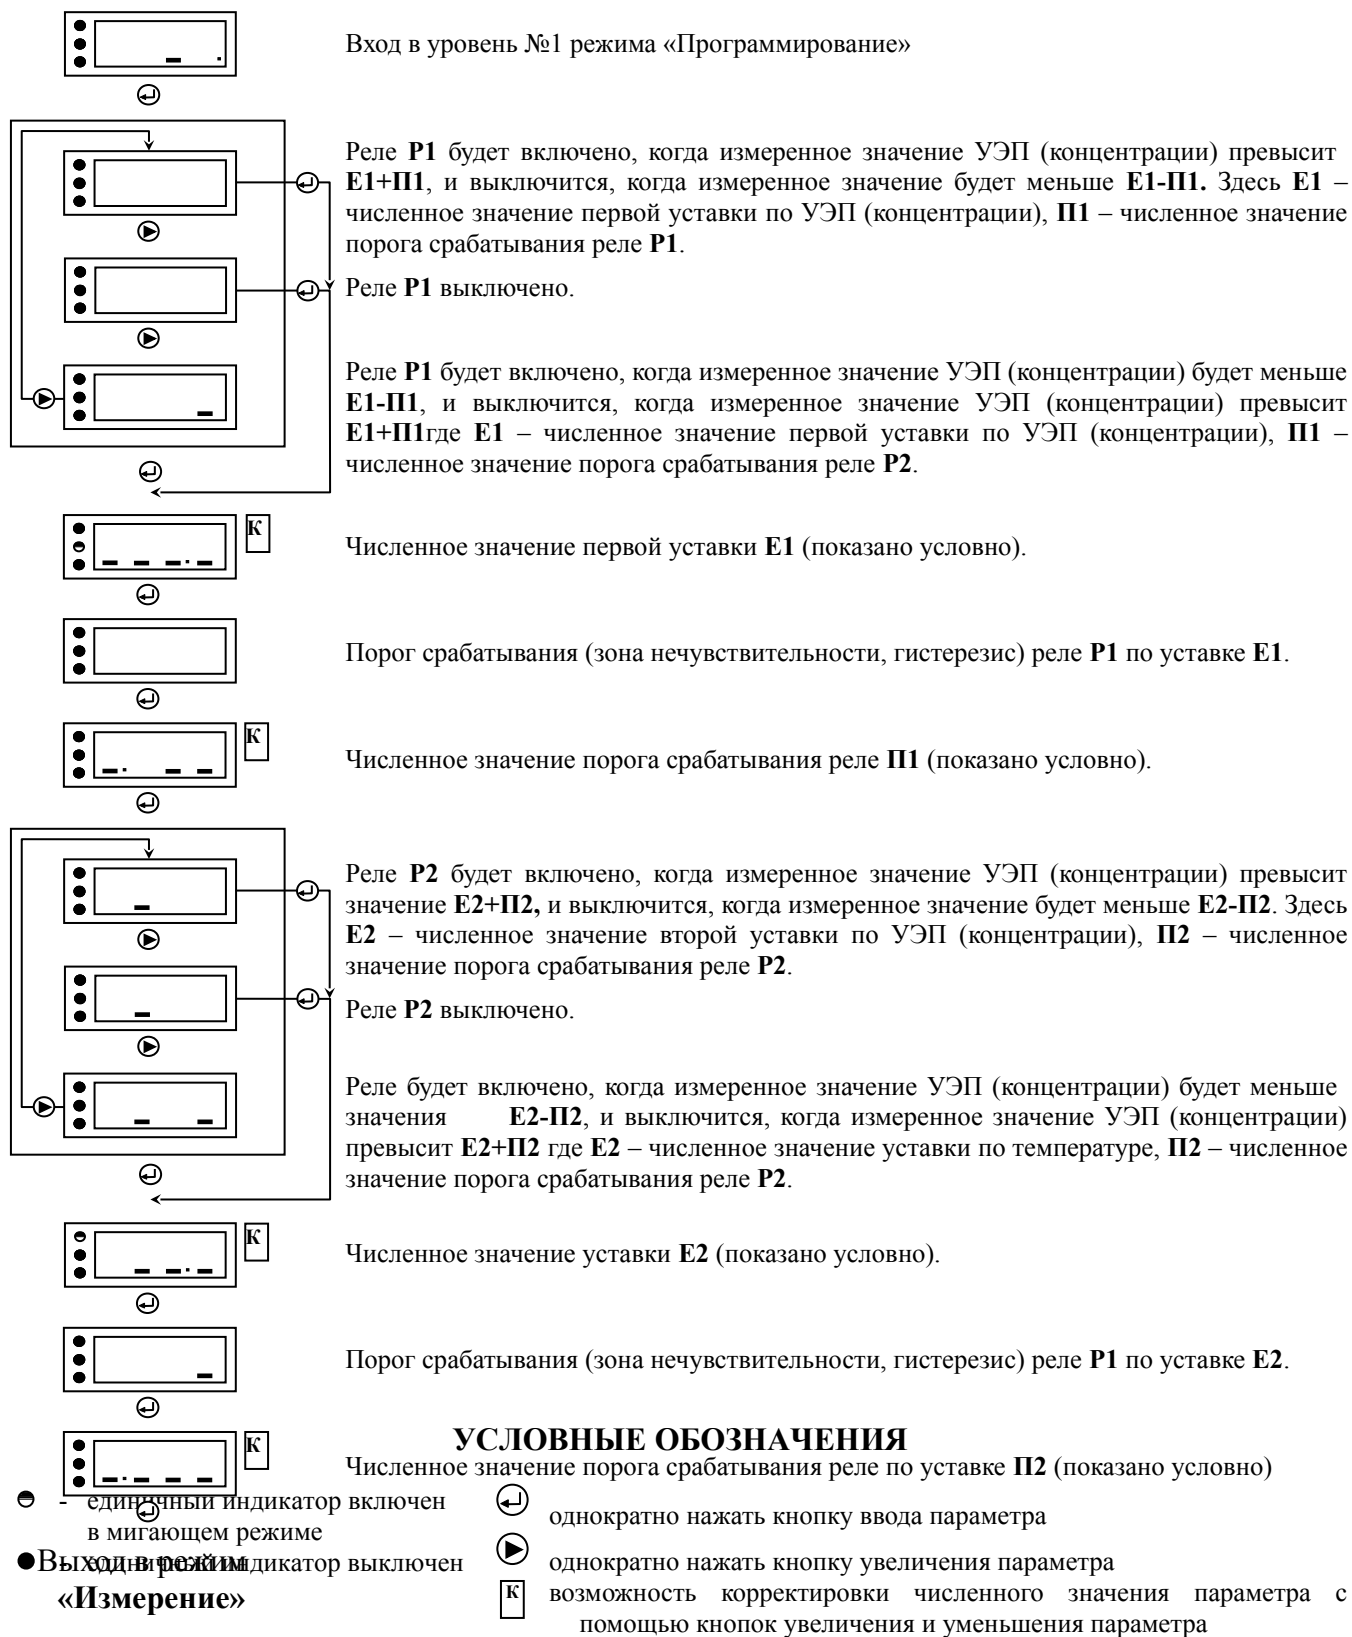 Вход в уровень №1 режима «Программирование»
Реле Р1 будет включено, когда измеренное значение УЭП (концентрации) превысит
Е1+П1, и выключится, когда измеренное значение будет меньше Е1-П1. Здесь Е1 –
численное значение первой уставки по УЭП (концентрации), П1 – численное значение
порога срабатывания реле Р1.
Реле Р1 выключено.
Реле Р1 будет включено, когда измеренное значение УЭП (концентрации) будет меньше
Е1-П1, и выключится, когда измеренное значение УЭП (концентрации) превысит
Е1+П1где Е1 – численное значение первой уставки по УЭП (концентрации), П1 –
численное значение порога срабатывания реле Р2.
К
Численное значение первой уставки Е1 (показано условно).
Порог срабатывания (зона нечувствительности, гистерезис) реле Р1 по уставке Е1.
К
Численное значение порога срабатывания реле П1 (показано условно).
Реле Р2 будет включено, когда измеренное значение УЭП (концентрации) превысит
значение Е2+П2, и выключится, когда измеренное значение будет меньше Е2-П2. Здесь
Е2 – численное значение второй уставки по УЭП (концентрации), П2 – численное
значение порога срабатывания реле Р2.
Реле Р2 выключено.
Реле будет включено, когда измеренное значение УЭП (концентрации) будет меньше
значения Е2-П2, и выключится, когда измеренное значение УЭП (концентрации)
превысит Е2+П2 где Е2 – численное значение уставки по температуре, П2 – численное
значение порога срабатывания реле Р2.
К
Численное значение уставки Е2 (показано условно).
Порог срабатывания (зона нечувствительности, гистерезис) реле Р1 по уставке Е2.
К
УСЛОВНЫЕ ОБОЗНАЧЕНИЯ
Численное значение порога срабатывания реле по уставке П2 (показано условно)
- единичный индикатор включен
в мигающем режиме
- единичный индикатор выключен
Выход в режим
«Измерение»
однократно нажать кнопку ввода параметра
однократно нажать кнопку увеличения параметра
К
возможность корректировки численного значения параметра с
помощью кнопок увеличения и уменьшения параметра